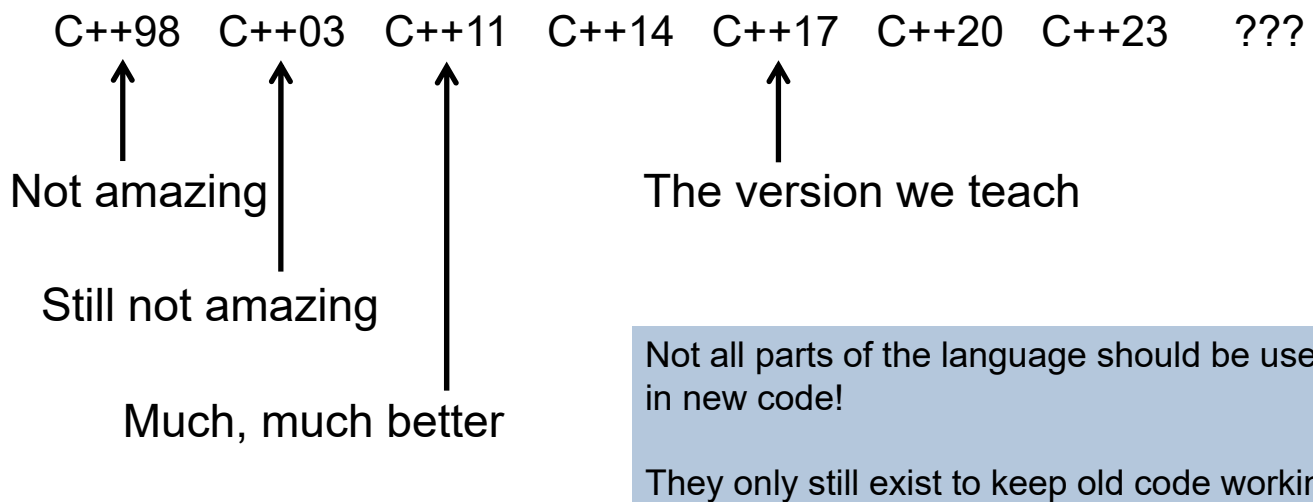 C++98 C++03 C++11 C++14 C++17 C++20 C++23 ???
Not amazing
The version we teach
Still not amazing
Much, much better
Not all parts of the language should be
in new code!
They only still exist to keep old code